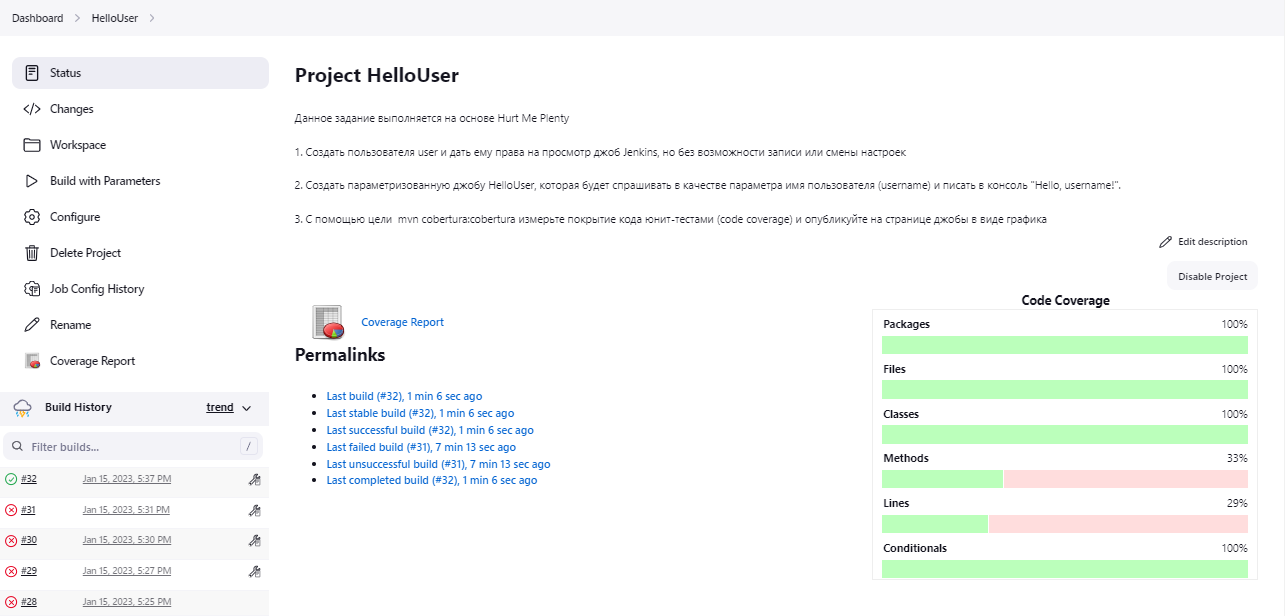 Dashboard
HelloUser
Status
Changes
Workspace
Build with Parameters
Configure
Delete Project
Job Config History
Rename
Coverage Report
Build History
trend
Filter builds...
/
#32 Jan 15, 2023, 5:37 PM
#31 Jan 15, 2023, 5:31 PM
#30 Jan 15, 2023, 5:30 PM
#29 Jan 15, 2023, 5:27 PM
#28 Jan 15, 2023, 5:25 PM
Project HelloUser
Данное задание выполняется на основе Hurt Me Plenty
1. Создать пользователя user и дать ему права на просмотр джоб Jenkins, но без возможности записи или смены настроек
2. Создать параметризованную джобу HelloUser, которая будет спрашивать в качестве параметра имя пользователя (username) и писать в консоль "Hello, username!".
3. С помощью цели mvn cobertura:cobertura измерьте покрытие кода юнит-тестами (code coverage) и опубликуйте на странице джобы в виде графика
Edit description
Disable Project
Coverage Report
Permalinks
Last build (#32), 1 min 6 sec ago
Last stable build (#32), 1 min 6 sec ago
Last successful build (#32), 1 min 6 sec ago
Last failed build (#31), 7 min 13 sec ago
Last unsuccessful build (#31), 7 min 13 sec ago
Last completed build (#32), 1 min 6 sec ago
Code Coverage
Packages 100%
Files 100%
Classes 100%
Methods 33%
Lines 29%
Conditionals 100%